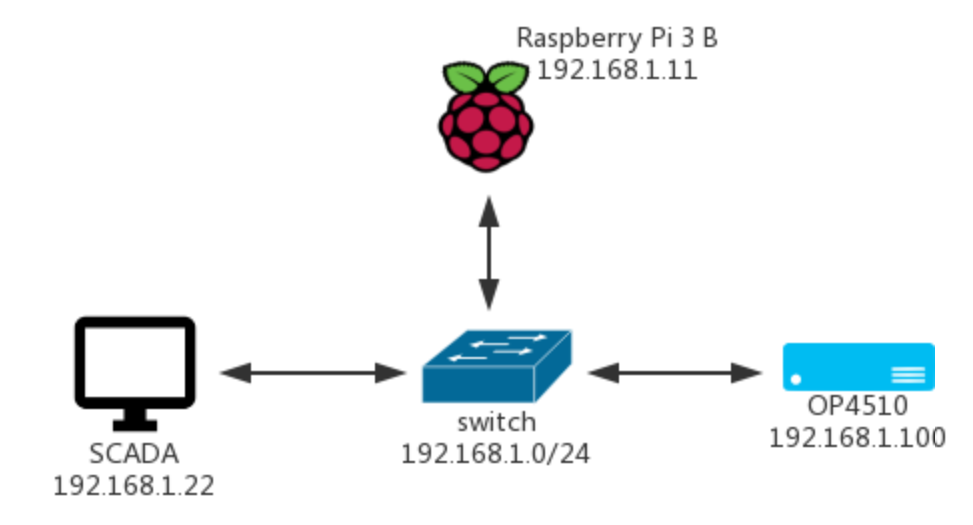 Raspberry Pi 3 B
192.168.1.11
SCADA
192.168.1.22
switch
192.168.1.0/24
OP4510
192.168.1.100